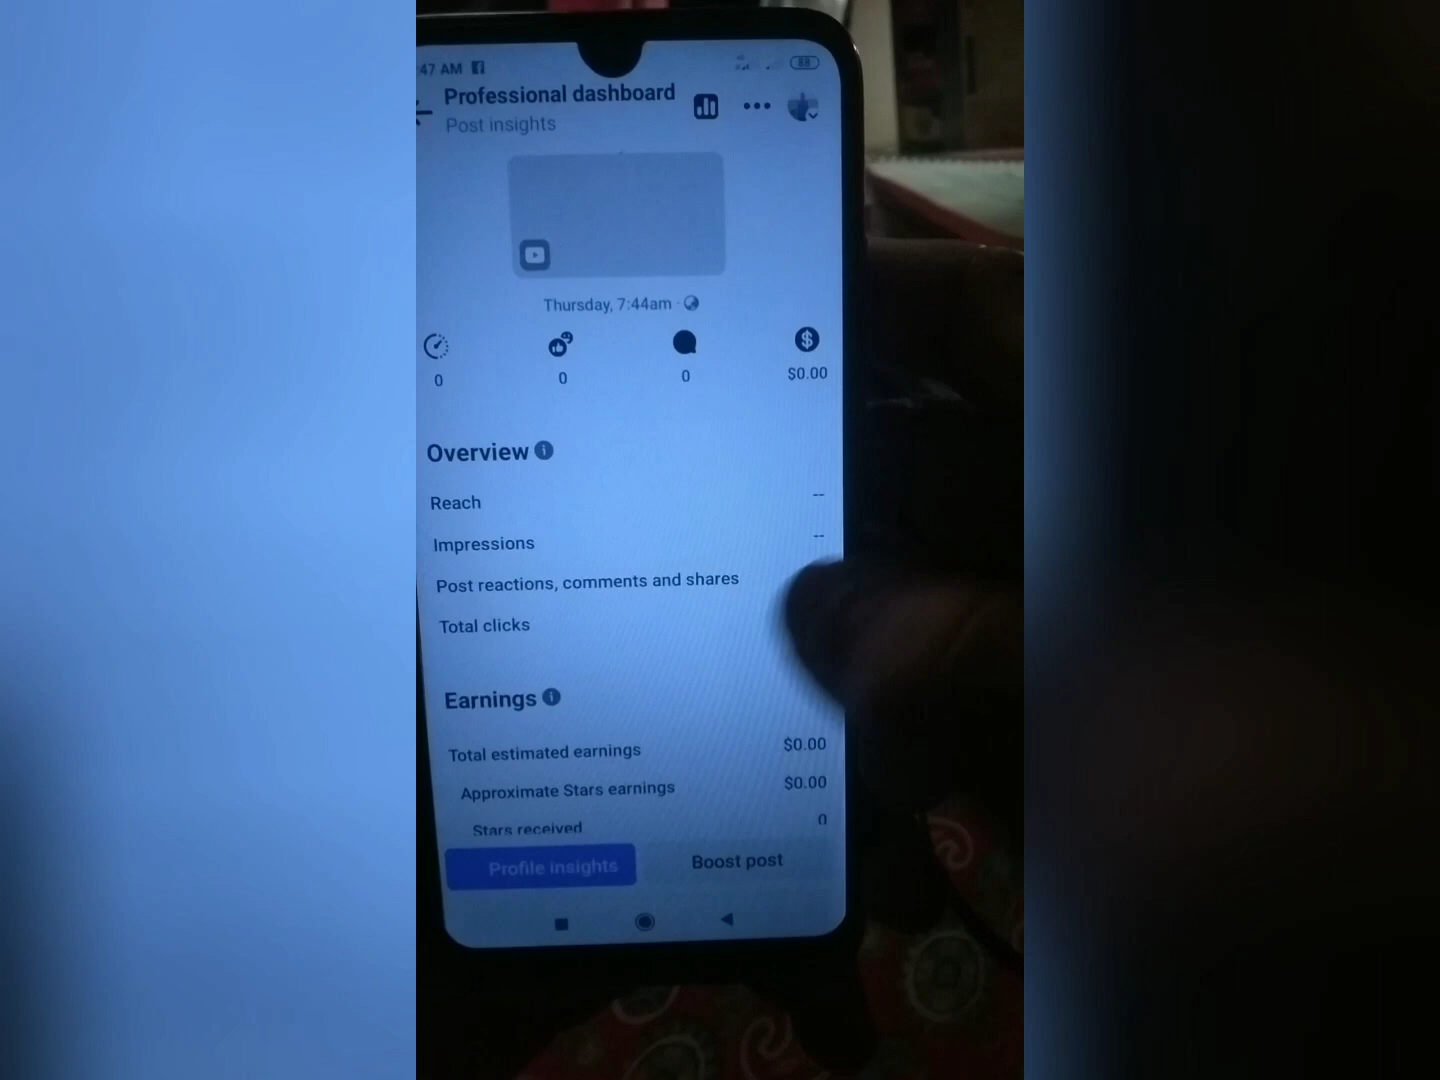 47 AM
88
Professional dashboard
Post insights
Thursday, 7:44am ·
0
0
0
$0.00
Overview
Reach --
Impressions --
Post reactions, comments and shares
Total clicks
Earnings
Total estimated earnings $0.00
Approximate Stars earnings $0.00
Stars received 0
Profile insights
Boost post